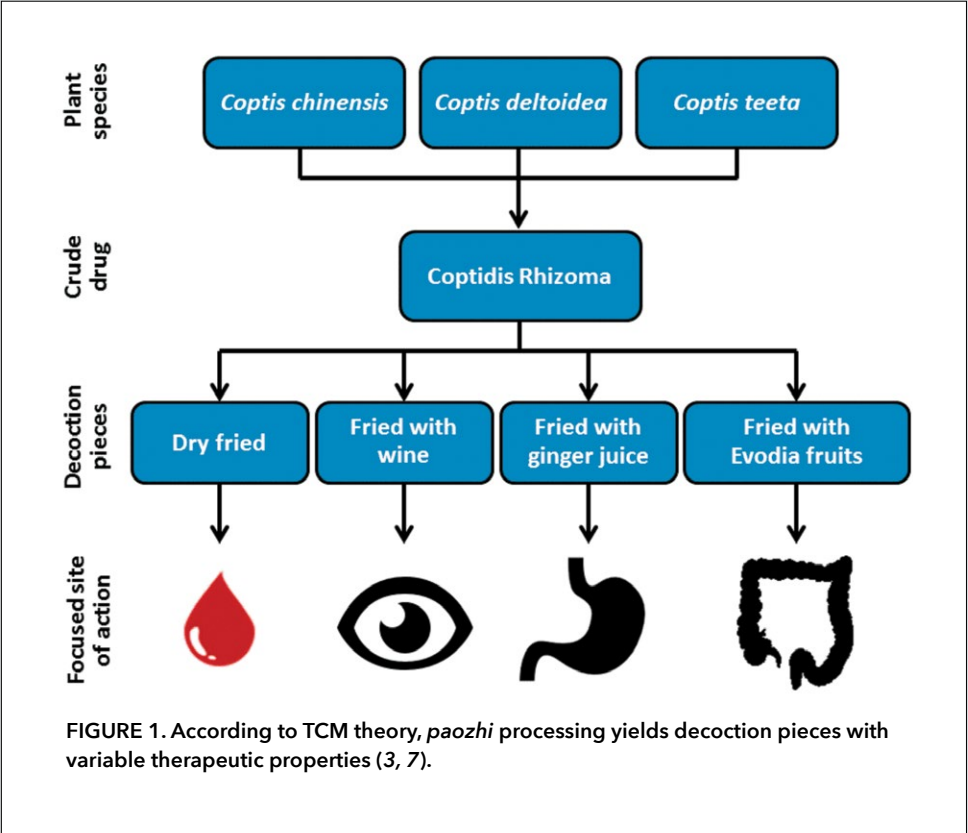 Plant
species
Coptis chinensis
Coptis deltoidea
Coptis teeta
Crude
drug
Coptidis Rhizoma
Decoction
pieces
Dry fried
Fried with
wine
Fried with
ginger juice
Fried with
Evodia fruits
Focused site
of action
FIGURE 1. According to TCM theory, paozhi processing yields decoction pieces with
variable therapeutic properties (3, 7).